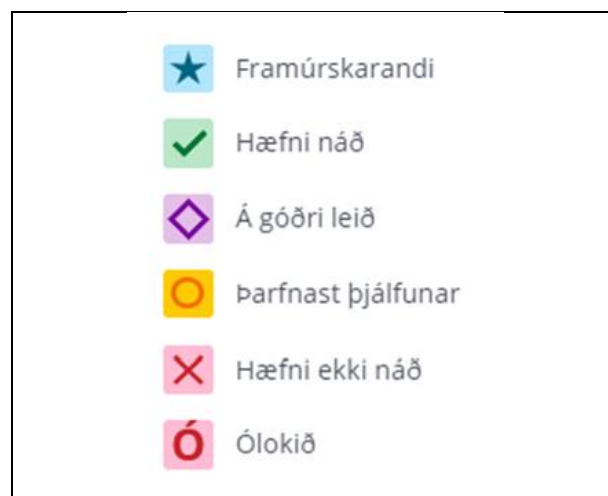 Framúrskarandi
Hæfni náð
Á góðri leið
Þarfnast þjálfunar
Hæfni ekki náð
Ó Ólokið